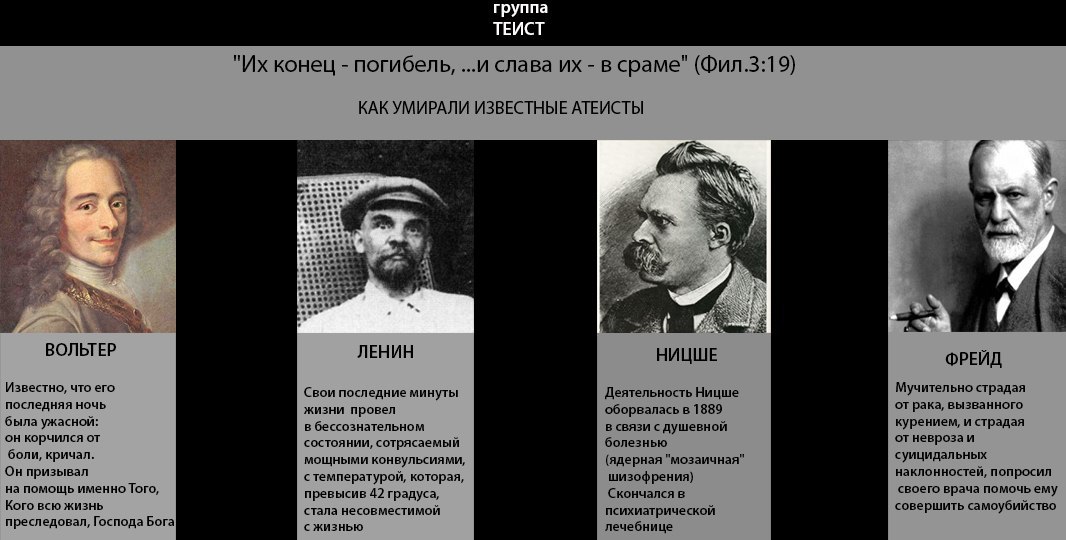 группа
ТЕИСТ
"Их конец - погибель, ...и слава их - в сраме" (Фил.3:19)
КАК УМИРАЛИ ИЗВЕСТНЫЕ АТЕИСТЫ
ВОЛЬТЕР
Известно, что его
последняя ночь
была ужасной:
он корчился от
боли, кричал.
Он призывал
на помощь именно Того,
Кого всю жизнь
преследовал, Господа Бога
ЛЕНИН
Свои последние минуты
жизни провел
в бессознательном
состоянии, сотрясаемый
мощными конвульсиями,
с температурой, которая,
превысив 42 градуса,
стала несовместимой
с жизнью
НИЦШЕ
Деятельность Ницше
оборвалась в 1889
в связи с душевной
болезнью
(ядерная "мозаичная"
шизофрения)
Скончался в
психиатрической
лечебнице
ФРЕЙД
Мучительно страдая
от рака, вызванного
курением, и страдая
от невроза и
суицидальных
наклонностей, попросил
своего врача помочь ему
совершить самоубийство